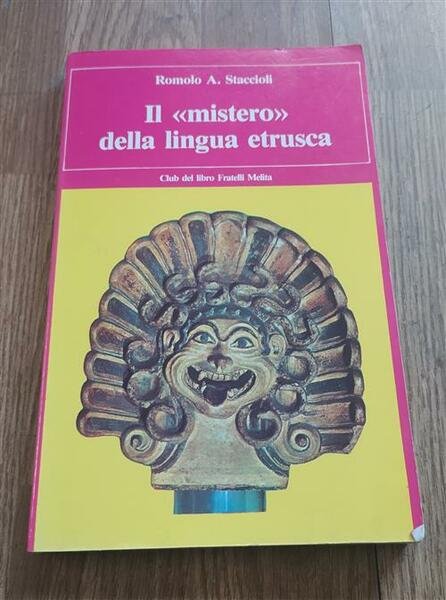 Romolo A. Staccioli
Il «mistero»
della lingua etrusca
Club del libro Fratelli Melita